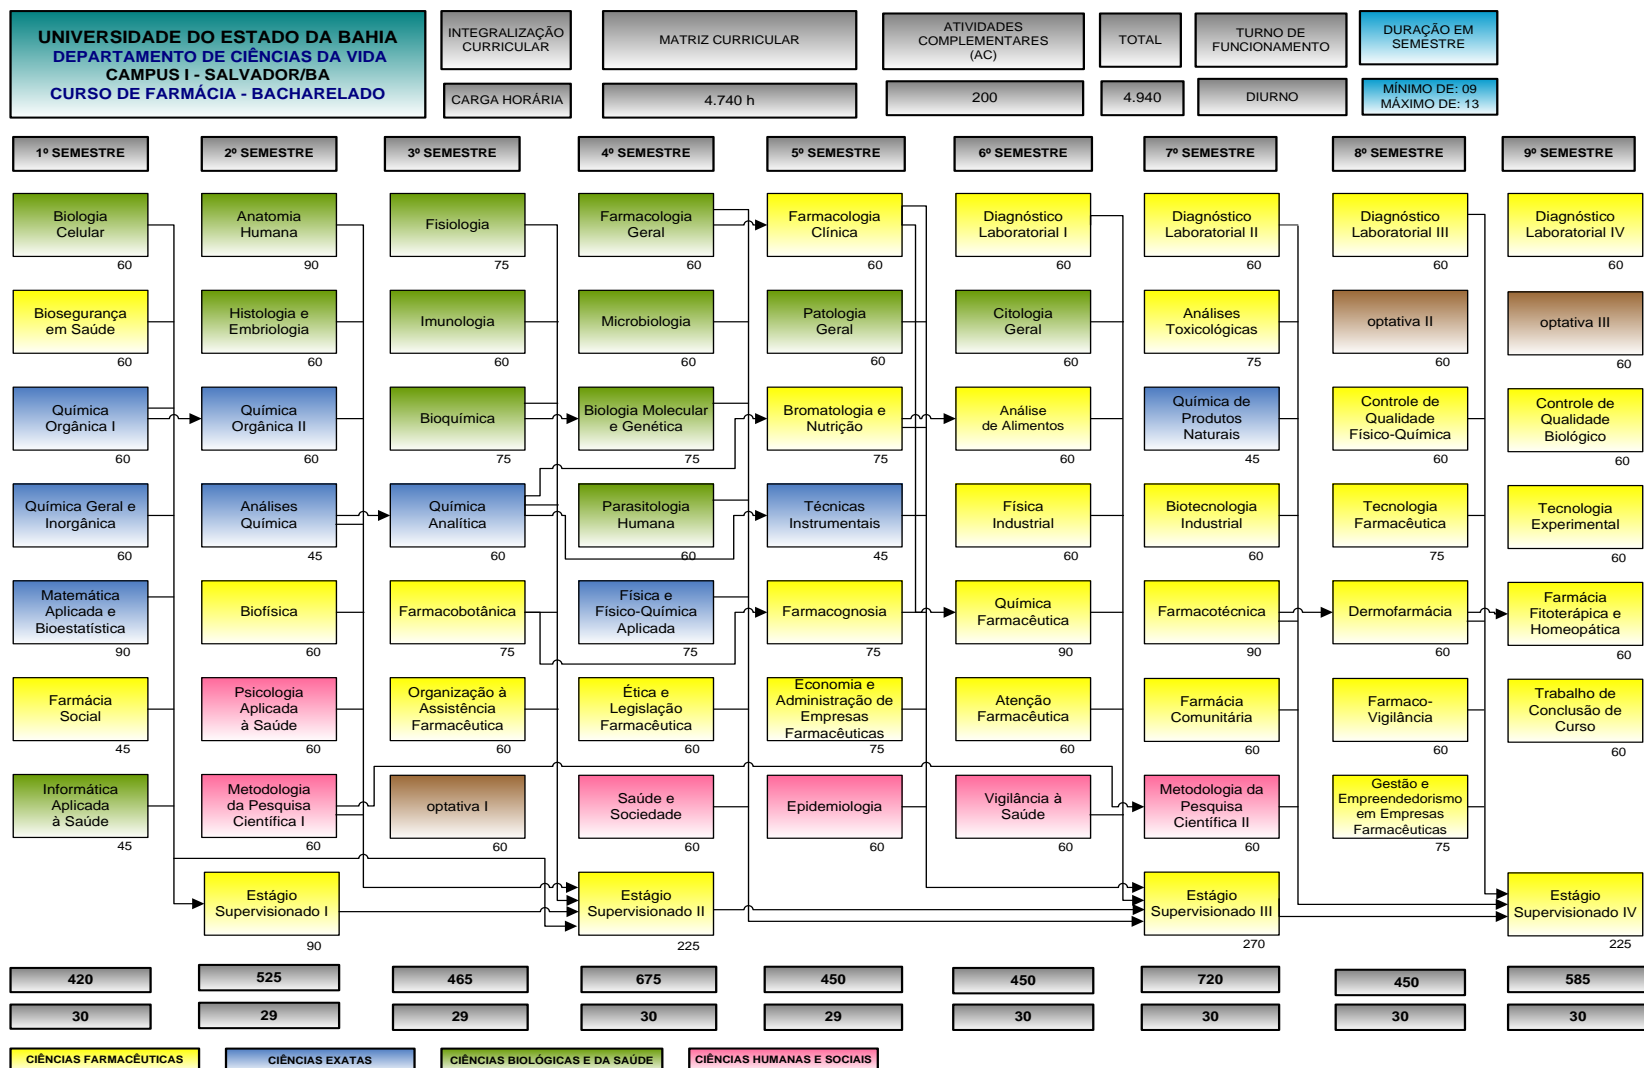 UNIVERSIDADE DO ESTADO DA BAHIA
DEPARTAMENTO DE CIÊNCIAS DA VIDA
CAMPUS I - SALVADOR/BA
CURSO DE FARMÁCIA - BACHARELADO
INTEGRALIZAÇÃO
CURRICULAR
MATRIZ CURRICULAR
ATIVIDADES
COMPLEMENTARES
(AC)
TOTAL
TURNO DE
FUNCIONAMENTO
DURAÇÃO EM
SEMESTRE
CARGA HORÁRIA
4.740 h
200
4.940
DIURNO
MÍNIMO DE: 09
MÁXIMO DE: 13
1º SEMESTRE
2º SEMESTRE
3º SEMESTRE
4º SEMESTRE
5º SEMESTRE
6º SEMESTRE
7º SEMESTRE
8º SEMESTRE
9º SEMESTRE
Biologia
Celular
60
Anatomia
Humana
90
Fisiologia
75
Farmacologia
Geral
60
Farmacologia
Clínica
60
Diagnóstico
Laboratorial I
60
Diagnóstico
Laboratorial II
60
Diagnóstico
Laboratorial III
60
Diagnóstico
Laboratorial IV
60
Biosegurança
em Saúde
60
Histologia e
Embriologia
60
Imunologia
60
Microbiologia
60
Patologia
Geral
60
Citologia
Geral
60
Análises
Toxicológicas
75
optativa II
60
optativa III
60
Química
Orgânica I
60
Química
Orgânica II
60
Bioquímica
75
Biologia Molecular
e Genética
75
Bromatologia e
Nutrição
75
Análise
de Alimentos
60
Química de
Produtos
Naturais
45
Controle de
Qualidade
Físico-Química
60
Controle de
Qualidade
Biológico
60
Química Geral e
Inorgânica
60
Análises
Química
45
Química
Analítica
60
Parasitologia
Humana
60
Técnicas
Instrumentais
45
Física
Industrial
60
Biotecnologia
Industrial
60
Tecnologia
Farmacêutica
75
Tecnologia
Experimental
60
Matemática
Aplicada e
Bioestatística
90
Biofísica
60
Farmacobotânica
75
Física e
Físico-Química
Aplicada
75
Farmacognosia
75
Química
Farmacêutica
90
Farmacotécnica
90
Dermofarmácia
60
Farmácia
Fitoterápica e
Homeopática
60
Farmácia
Social
45
Psicologia
Aplicada
à Saúde
60
Organização à
Assistência
Farmacêutica
60
Ética e
Legislação
Farmacêutica
60
Economia e
Administração de
Empresas
Farmacêuticas
75
Atenção
Farmacêutica
60
Farmácia
Comunitária
60
Farmaco-
Vigilância
60
Trabalho de
Conclusão de
Curso
60
Informática
Aplicada
à Saúde
45
Metodologia
da Pesquisa
Científica I
60
optativa I
60
Saúde e
Sociedade
60
Epidemiologia
60
Vigilância à
Saúde
60
Metodologia da
Pesquisa
Científica II
60
Gestão e
Empreendedorismo
em Empresas
Farmacêuticas
75
Estágio
Supervisionado I
90
Estágio
Supervisionado II
225
Estágio
Supervisionado III
270
Estágio
Supervisionado IV
225
420
525
465
675
450
450
720
450
585
30
29
29
30
29
30
30
30
30
CIÊNCIAS FARMACÊUTICAS
CIÊNCIAS EXATAS
CIÊNCIAS BIOLÓGICAS E DA SAÚDE
CIÊNCIAS HUMANAS E SOCIAIS